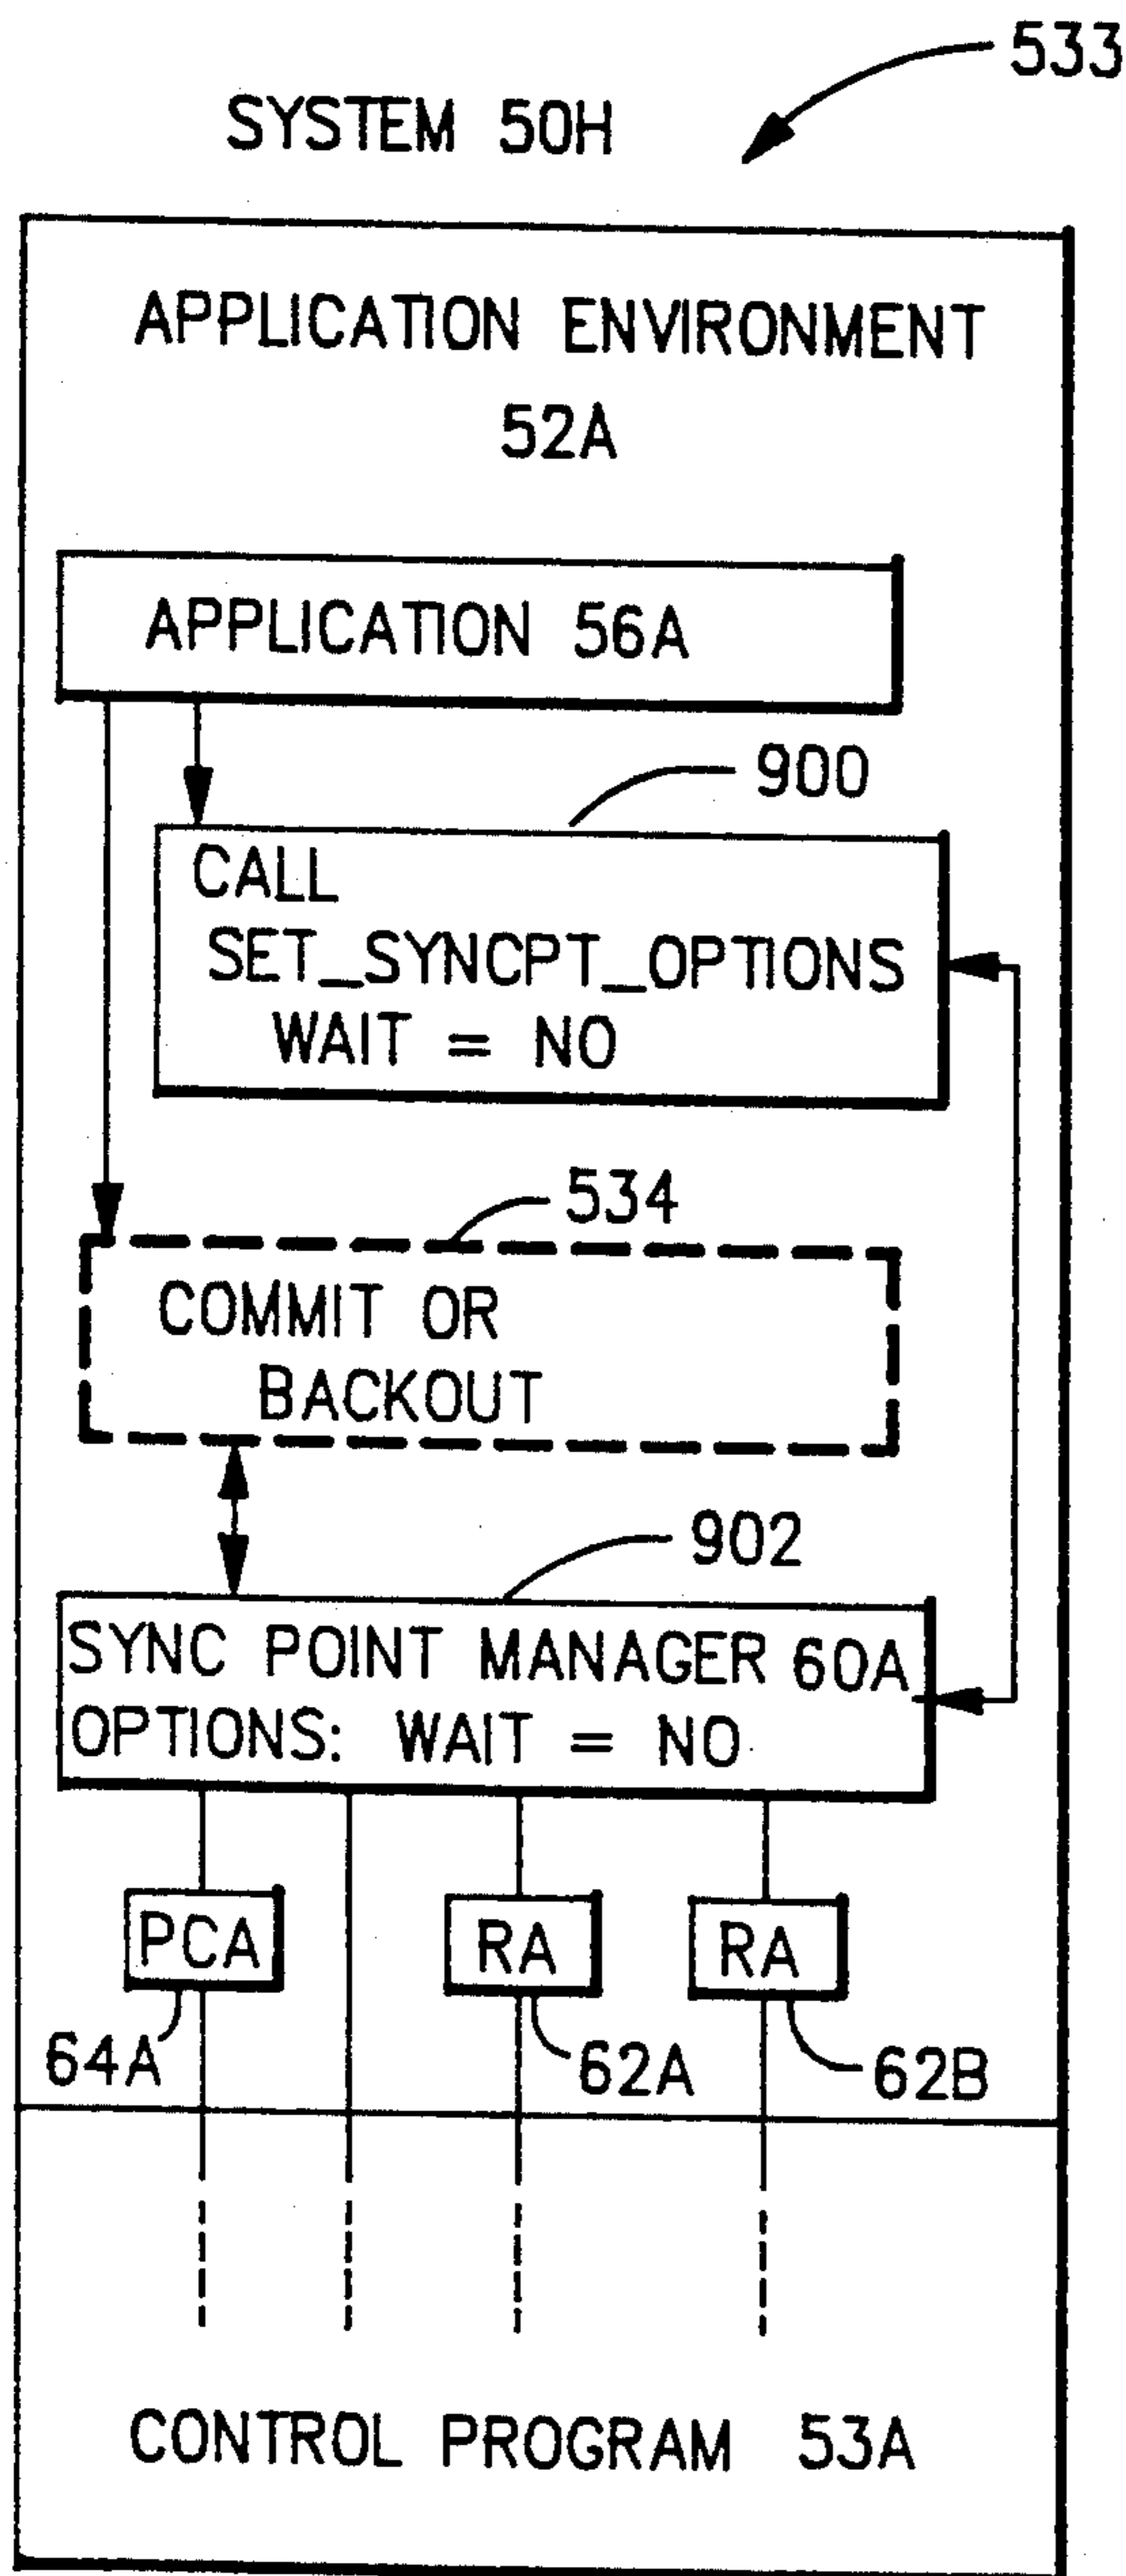 533
SYSTEM 50H
APPLICATION ENVIRONMENT
52A
APPLICATION 56A
900
CALL
SET_SYNCPT_OPTIONS
WAIT = NO
534
COMMIT OR
BACKOUT
902
SYNC POINT MANAGER 60A
OPTIONS: WAIT = NO
PCA
RA
RA
64A
62A
62B
CONTROL PROGRAM 53A